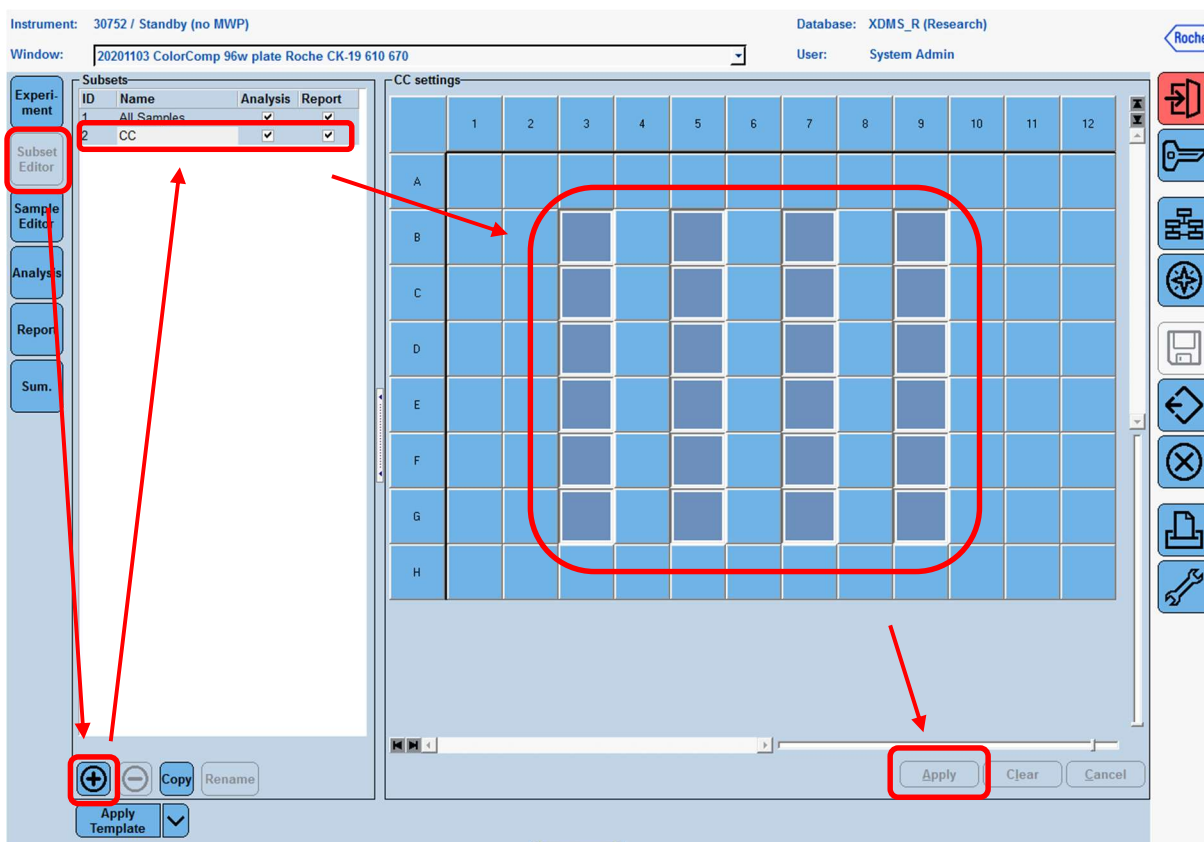 Instrument: 30752 / Standby (no MWP) Database: XDMS_R (Research)
Window: 20201103 ColorComp 96w plate Roche CK-19 610 670 User: System Admin
Roche
Experi-
ment
Subset
Editor
Sample
Editor
Analysis
Report
Sum.
Subsets
ID Name Analysis Report
1 All Samples
2 CC
Copy Rename
Apply
Template
CC settings
1 2 3 4 5 6 7 8 9 10 11 12
A
B
C
D
E
F
G
H
Apply Clear Cancel